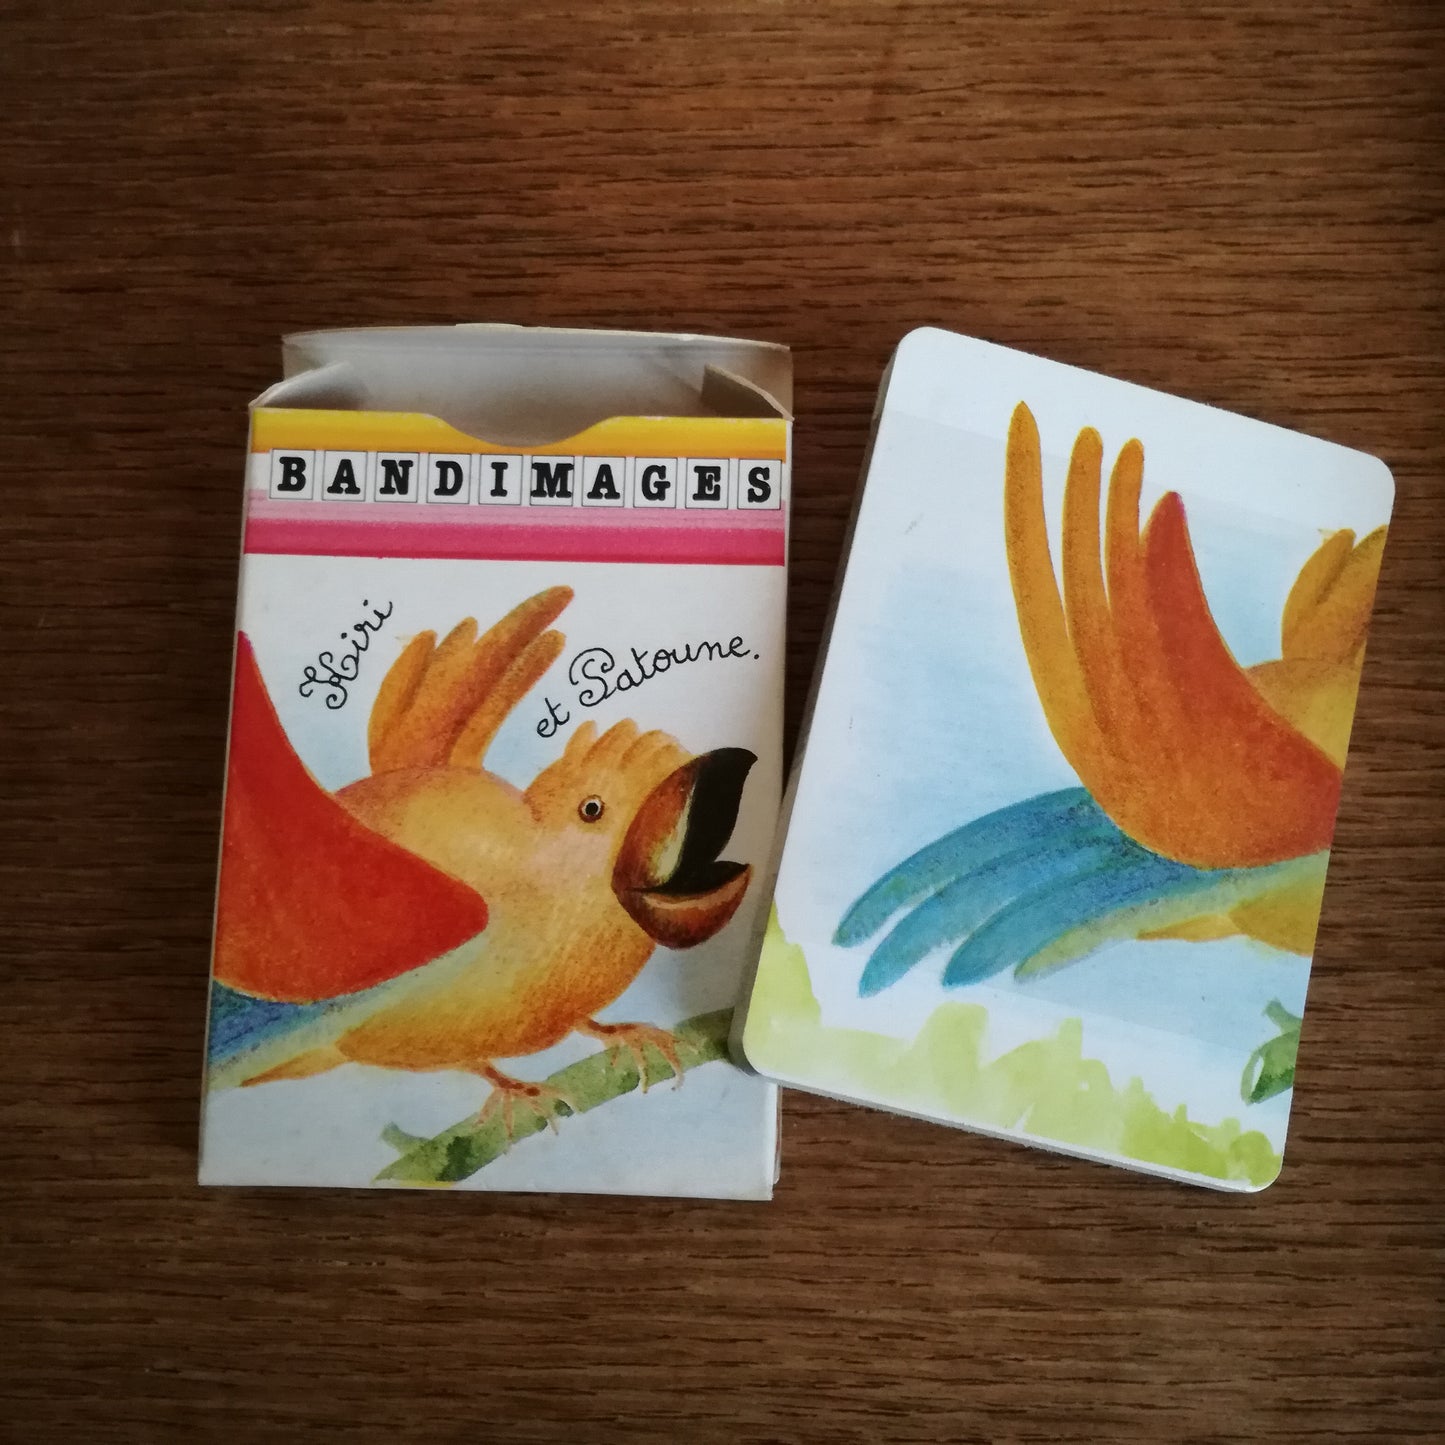 BANDIMAGES
Kiri
et Patoune.